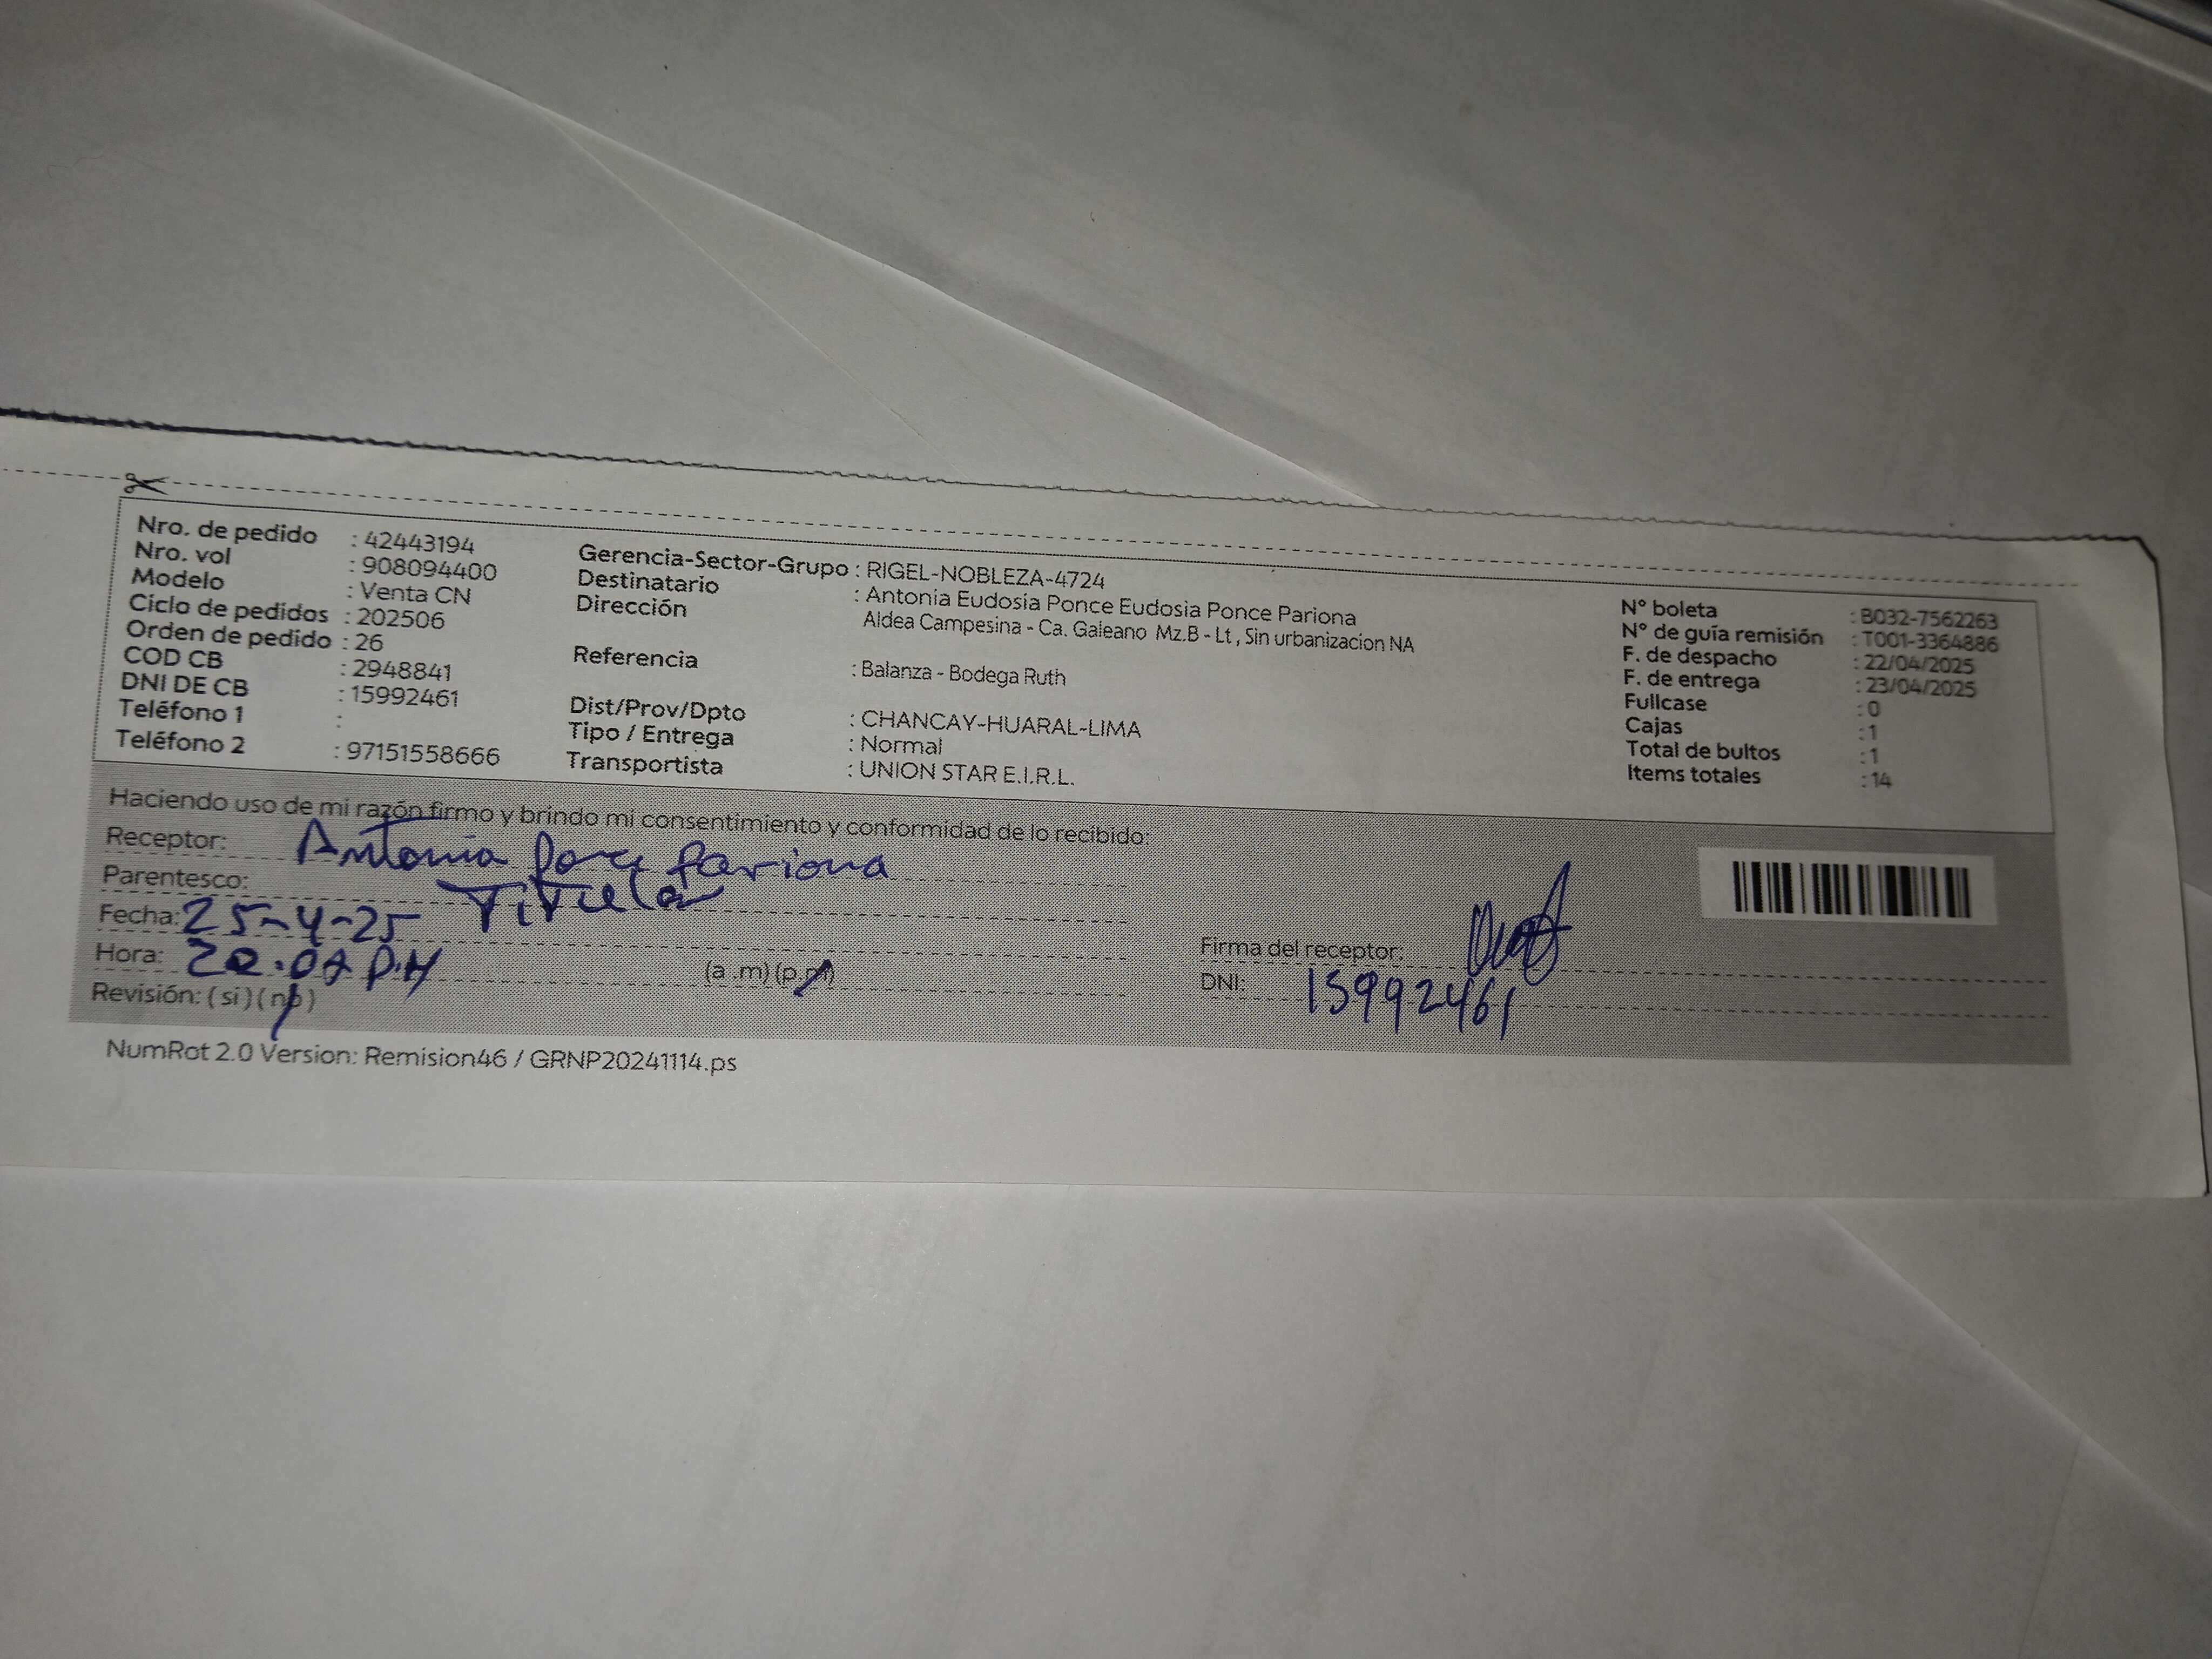 Nro. de pedido : 42443194
Nro. vol : 908094400
Modelo : Venta CN
Ciclo de pedidos : 202506
Orden de pedido : 26
COD CB : 2948841
DNI DE CB : 15992461
Teléfono 1 :
Teléfono 2 : 97151558666
Gerencia-Sector-Grupo : RIGEL-NOBLEZA-4724
Destinatario : Antonia Eudosia Ponce Eudosia Ponce Pariona
Dirección Aldea Campesina - Ca. Galeano Mz.B - Lt , Sin urbanizacion NA
Referencia : Balanza - Bodega Ruth
Dist/Prov/Dpto : CHANCAY-HUARAL-LIMA
Tipo / Entrega : Normal
Transportista : UNION STAR E.I.R.L.
N° boleta : B032-7562263
N° de guía remisión : T001-3364886
F. de despacho : 22/04/2025
F. de entrega : 23/04/2025
Fullcase : 0
Cajas : 1
Total de bultos : 1
Items totales : 14
Haciendo uso de mi razón firmo y brindo mi consentimiento y conformidad de lo recibido:
Receptor: Antonia Ponce Pariona
Parentesco: Titular
Fecha: 25-4-25
Hora: P.M (a .m) (p.m)
Revisión: ( si ) ( no )
Firma del receptor:
DNI: 15992461
NumRot 2.0 Version: Remision46 / GRNP20241114.ps